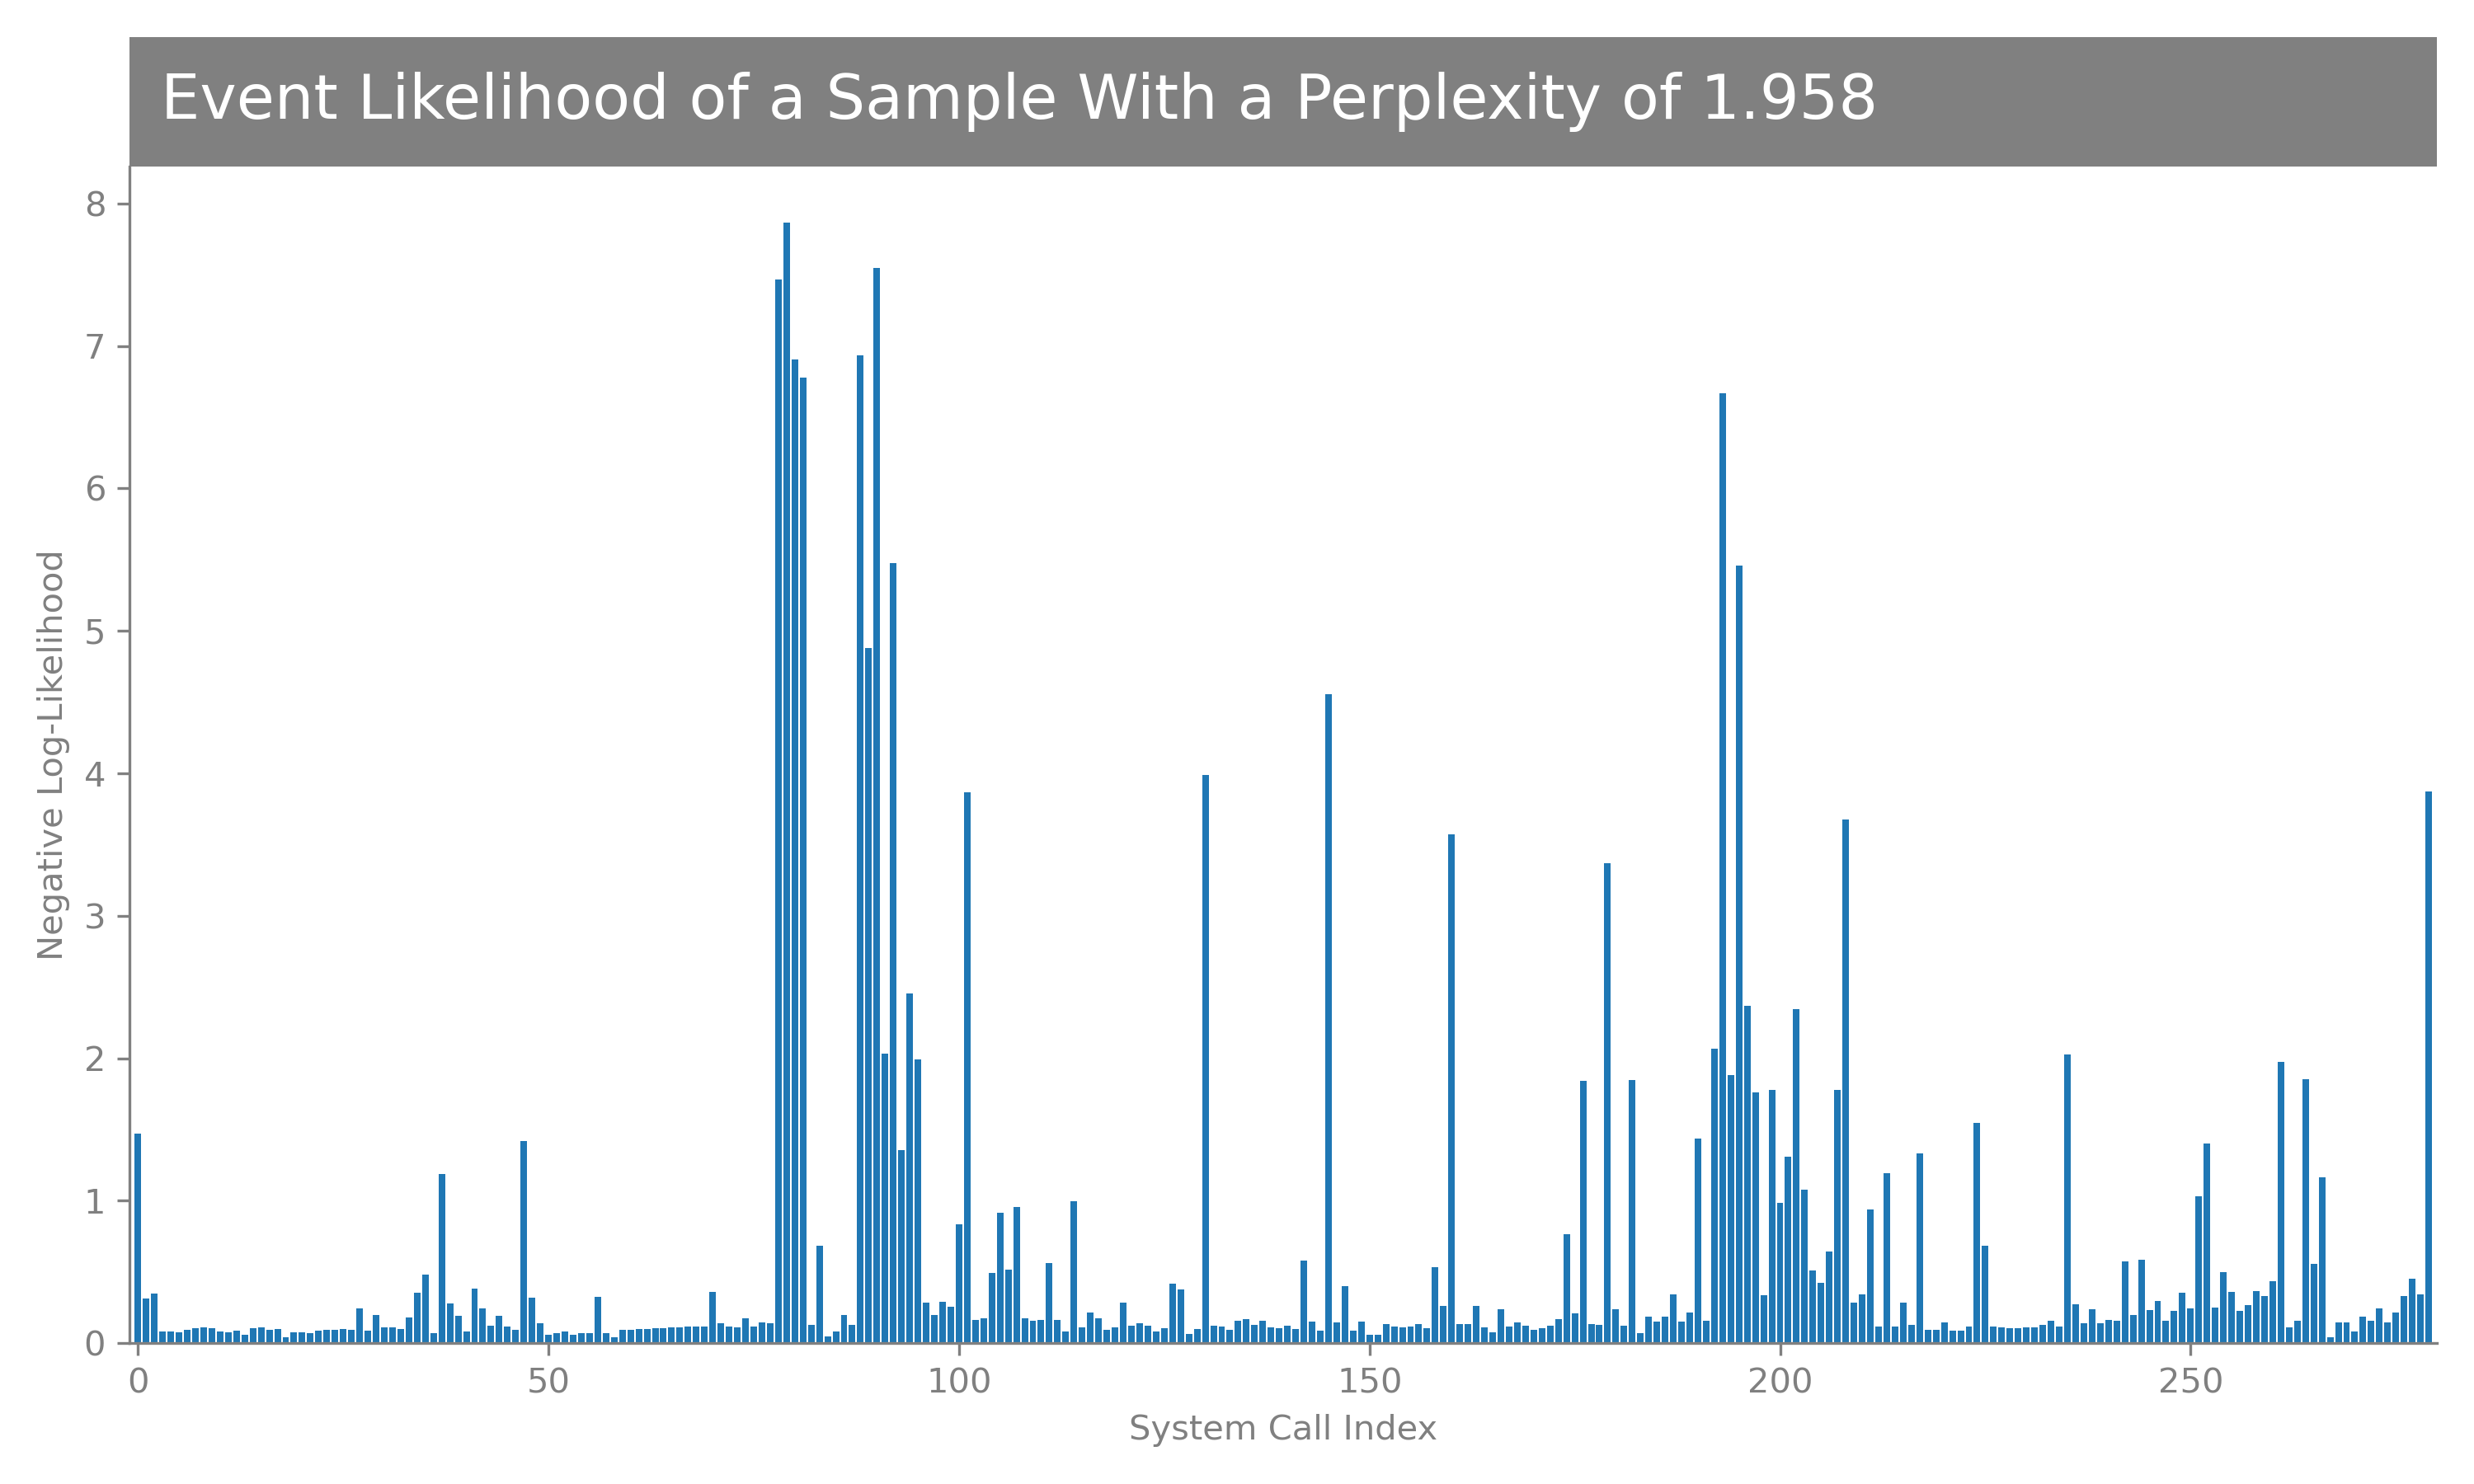 Event Likelihood of a Sample With a Perplexity of 1.958
8
7
6
5
4
3
2
1
0
Negative Log-Likelihood
0 50 100 150 200 250
System Call Index